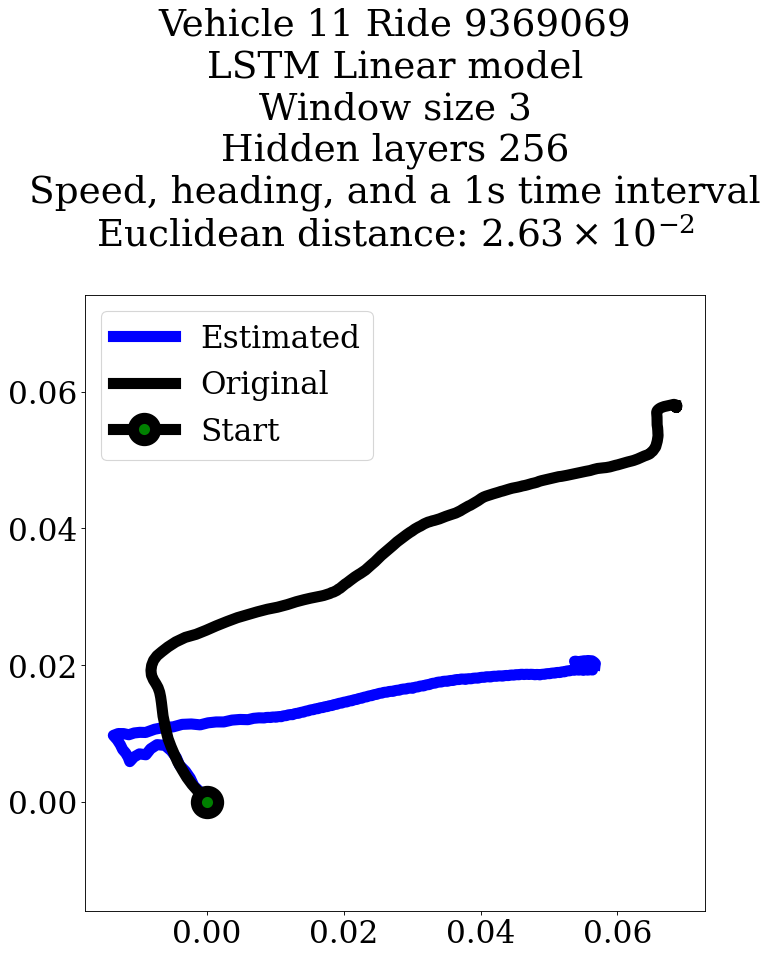 Vehicle 11 Ride 9369069
LSTM Linear model
Window size 3
Hidden layers 256
Speed, heading, and a 1s time interval
Euclidean distance: 2.63 × 10⁻²
Estimated
Original
Start
0.06
0.04
0.02
0.00
0.00 0.02 0.04 0.06